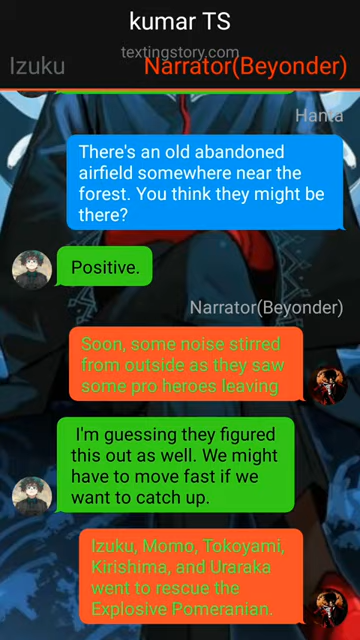 kumar TS
textingstory.com
Izuku
Narrator(Beyonder)
Hanta
There's an old abandoned
airfield somewhere near the
forest. You think they might be
there?
Positive.
Narrator(Beyonder)
Soon, some noise stirred
from outside as they saw
some pro heroes leaving
I'm guessing they figured
this out as well. We might
have to move fast if we
want to catch up.
Izuku, Momo, Tokoyami,
Kirishima, and Uraraka
went to rescue the
Explosive Pomeranian.